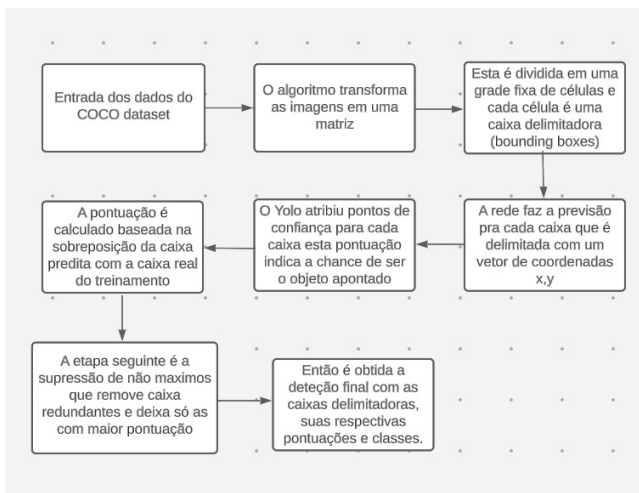 Entrada dos dados do
COCO dataset
O algoritmo transforma
as imagens em uma
matriz
Esta é dividida em uma
grade fixa de células e
cada célula é uma
caixa delimitadora
(bounding boxes)
A rede faz a previsão
pra cada caixa que é
delimitada com um
vetor de coordenadas
x,y
O Yolo atribiu pontos de
confiança para cada
caixa esta pontuação
indica a chance de ser
o objeto apontado
A pontuação é
calculado baseada na
sobreposição da caixa
predita com a caixa real
do treinamento
A etapa seguinte é a
supressão de não maximos
que remove caixa
redundantes e deixa só as
com maior pontuação
Então é obtida a
deteção final com as
caixas delimitadoras,
suas respectivas
pontuações e classes.